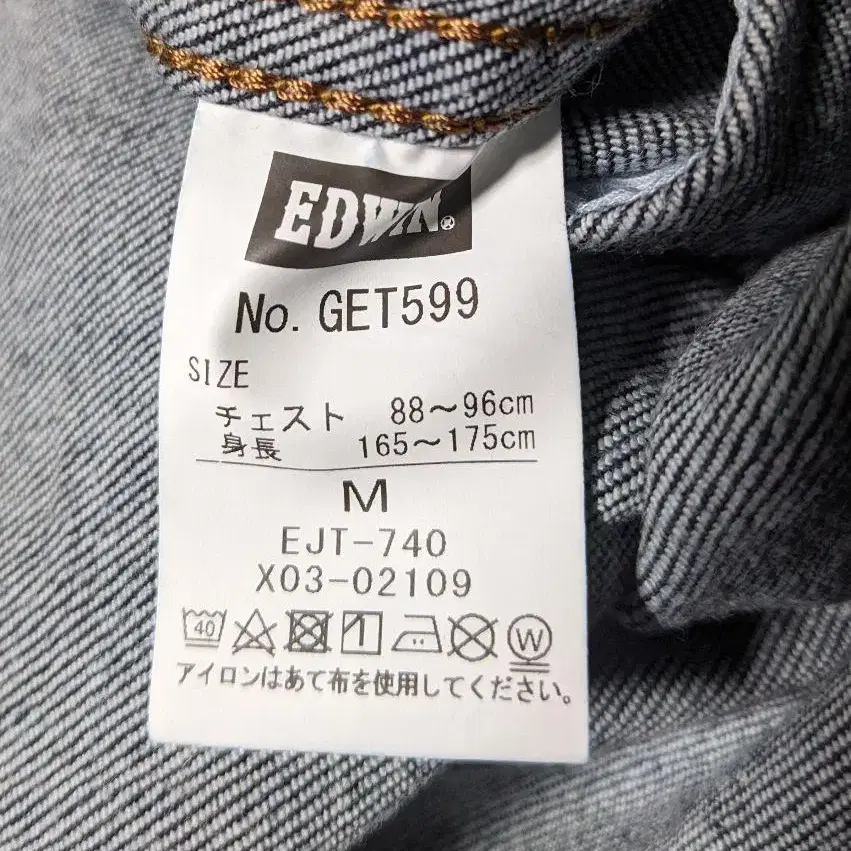 EDWIN®
No. GET599
SIZE
チェスト 88～96cm
身長 165～175cm
M
EJT-740
X03-02109
40 W
アイロンはあて布を使用してください。